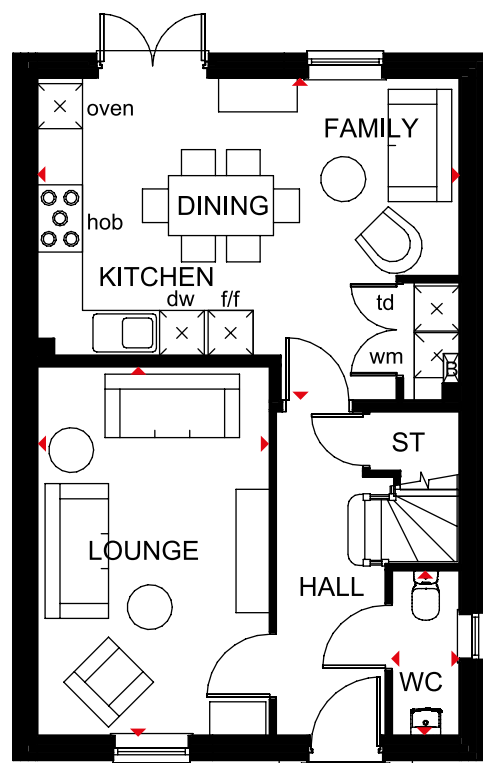 oven
FAMILY
DINING
hob
KITCHEN
dw f/f
td
wm
B
ST
LOUNGE
HALL
WC